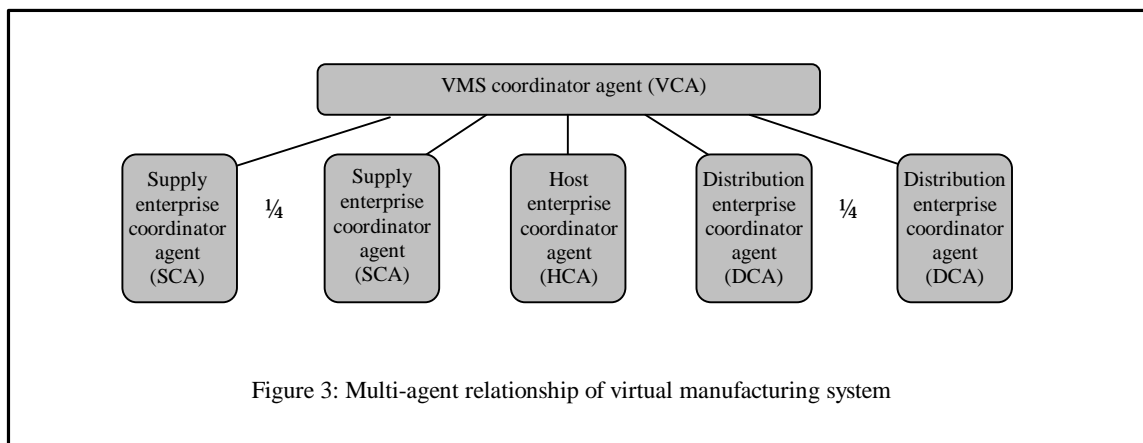 VMS coordinator agent (VCA)
Supply
enterprise
coordinator
agent
(SCA)
¼
Supply
enterprise
coordinator
agent
(SCA)
Host
enterprise
coordinator
agent
(HCA)
Distribution
enterprise
coordinator
agent
(DCA)
¼
Distribution
enterprise
coordinator
agent
(DCA)
Figure 3: Multi-agent relationship of virtual manufacturing system